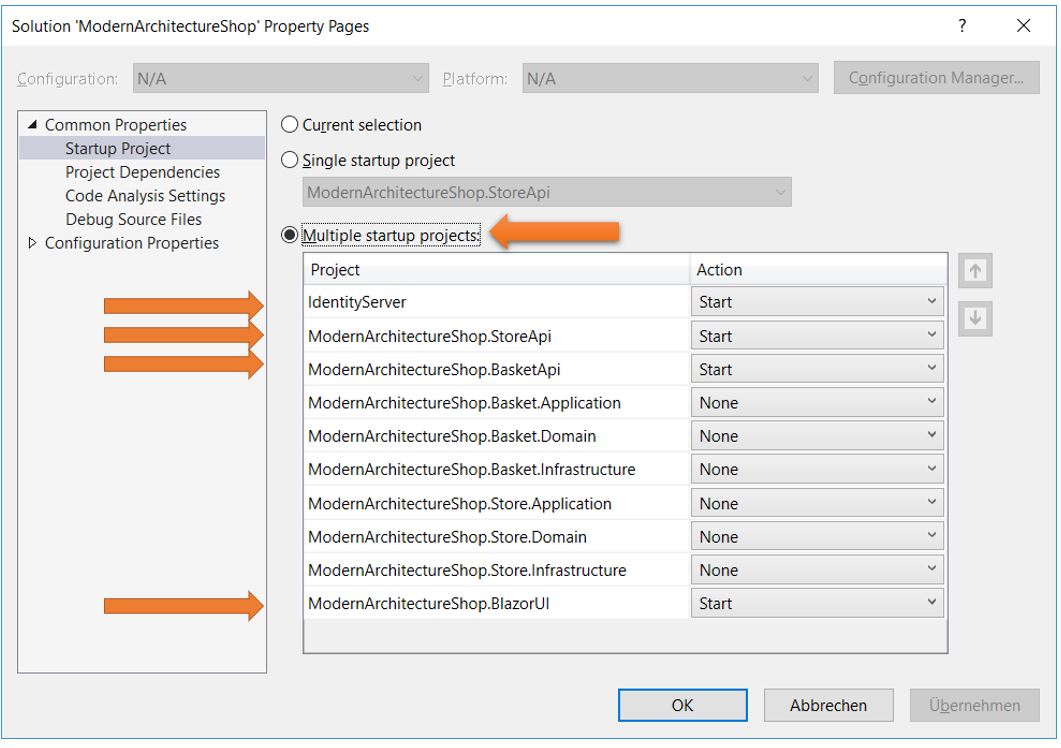 Solution 'ModernArchitectureShop' Property Pages ?
Configuration: N/A Platform: N/A Configuration Manager...
Common Properties
Startup Project
Project Dependencies
Code Analysis Settings
Debug Source Files
Configuration Properties
Current selection
Single startup project
ModernArchitectureShop.StoreApi
Multiple startup projects:
Project Action
IdentityServer Start
ModernArchitectureShop.StoreApi Start
ModernArchitectureShop.BasketApi Start
ModernArchitectureShop.Basket.Application None
ModernArchitectureShop.Basket.Domain None
ModernArchitectureShop.Basket.Infrastructure None
ModernArchitectureShop.Store.Application None
ModernArchitectureShop.Store.Domain None
ModernArchitectureShop.Store.Infrastructure None
ModernArchitectureShop.BlazorUI Start
OK Abbrechen Übernehmen